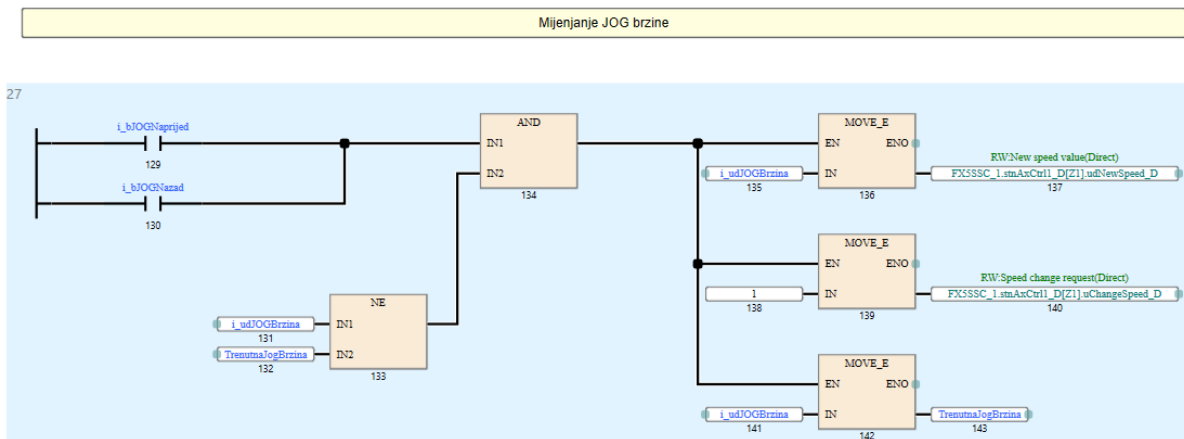 Mijenjanje JOG brzine
27
i_bJOGNaprijed
129
i_bJOGNazad
130
AND
IN1
IN2
134
NE
i_udJOGBrzina
IN1
131
TrenutnaJogBrzina
IN2
132
133
MOVE_E
EN
ENO
i_udJOGBrzina
IN
135
136
RW:New speed value(Direct)
FX5SSC_1.stnAxCtrl1_D[Z1].udNewSpeed_D
137
MOVE_E
EN
ENO
1
IN
138
139
RW:Speed change request(Direct)
FX5SSC_1.stnAxCtrl1_D[Z1].uChangeSpeed_D
140
MOVE_E
EN
ENO
i_udJOGBrzina
IN
141
142
TrenutnaJogBrzina
143